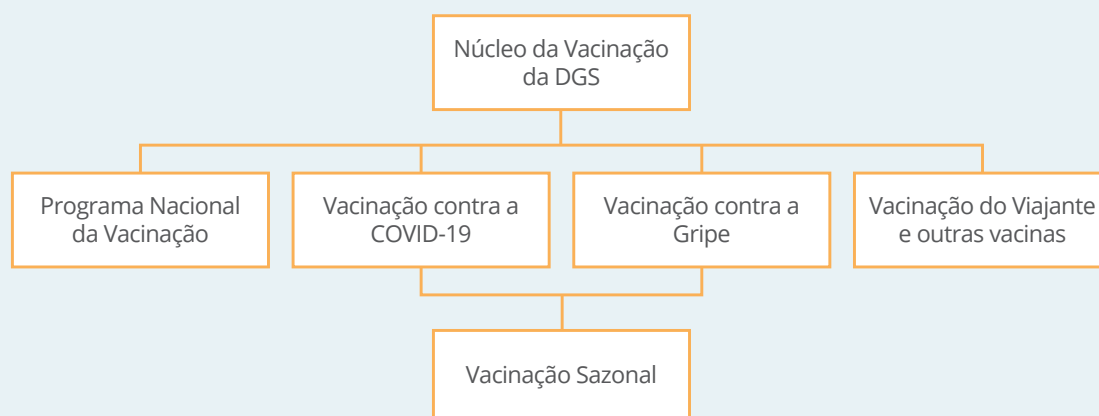 Núcleo da Vacinação
da DGS
Programa Nacional
da Vacinação
Vacinação contra a
COVID-19
Vacinação contra a
Gripe
Vacinação do Viajante
e outras vacinas
Vacinação Sazonal